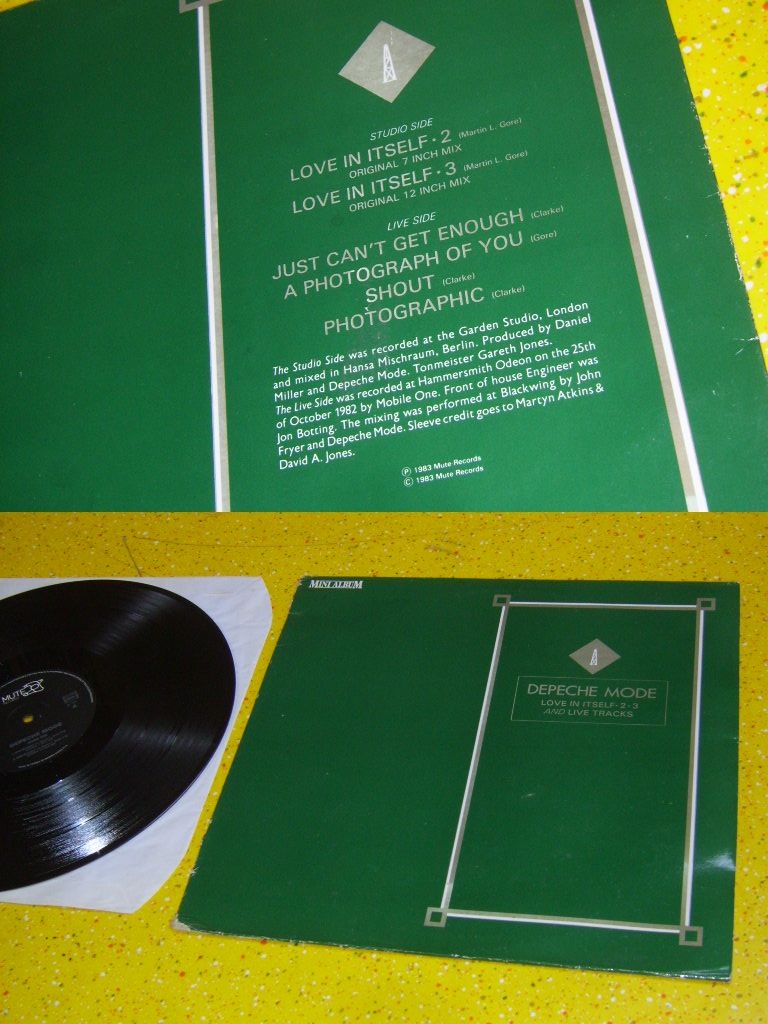 STUDIO SIDE
LOVE IN ITSELF·2 (Martin L. Gore)
ORIGINAL 7 INCH MIX
LOVE IN ITSELF·3 (Martin L. Gore)
ORIGINAL 12 INCH MIX
LIVE SIDE
JUST CAN'T GET ENOUGH (Clarke)
A PHOTOGRAPH OF YOU (Gore)
SHOUT (Clarke)
PHOTOGRAPHIC (Clarke)
The Studio Side was recorded at the Garden Studio, London
and mixed in Hansa Mischraum, Berlin. Produced by Daniel
Miller and Depeche Mode. Tonmeister Gareth Jones.
The Live Side was recorded at Hammersmith Odeon on the 25th
of October 1982 by Mobile One. Front of house Engineer was
Jon Botting. The mixing was performed at Blackwing by John
Fryer and Depeche Mode. Sleeve credit goes to Martyn Atkins &
David A. Jones.
Ⓟ 1983 Mute Records
© 1983 Mute Records
MINI ALBUM
DEPECHE MODE
LOVE IN ITSELF·2·3
AND LIVE TRACKS
MUTE
DEPECHE MODE